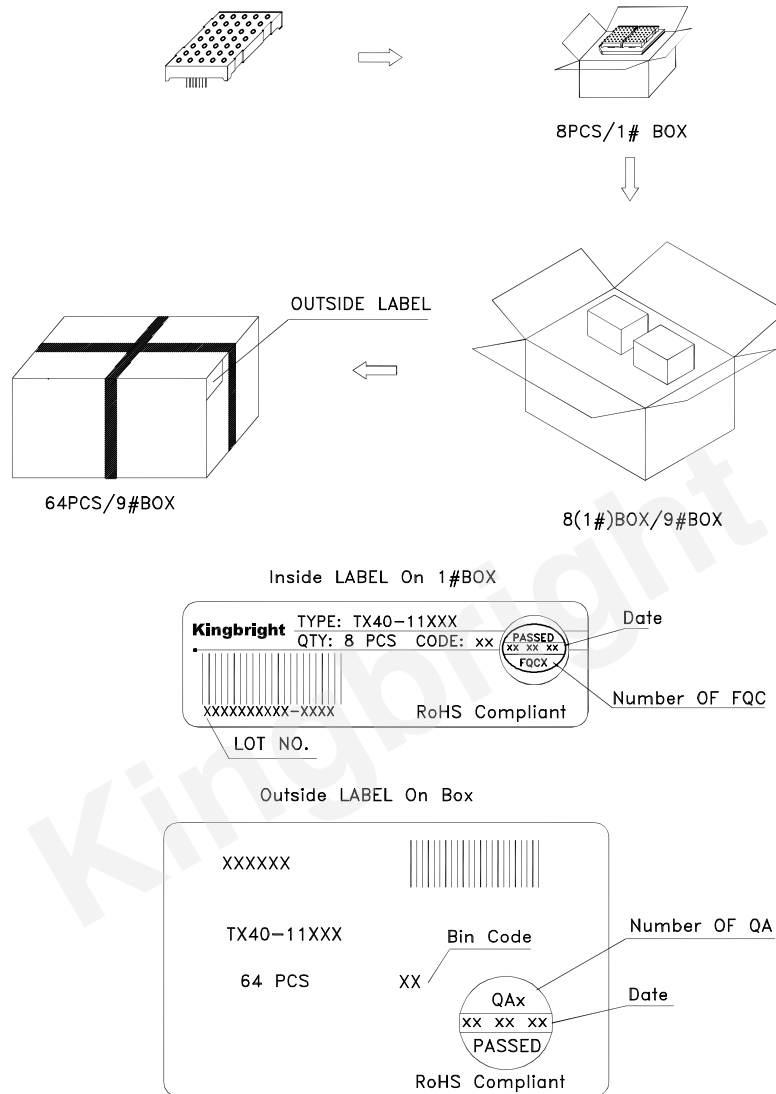 8PCS/1# BOX
OUTSIDE LABEL
64PCS/9#BOX
8(1#)BOX/9#BOX
Inside LABEL On 1#BOX
Kingbright
TYPE: TX40-11XXX
QTY: 8 PCS CODE: XX
PASSED
XX XX XX
FQCX
Date
Number OF FQC
XXXXXXXXXX-XXXX
RoHS Compliant
LOT NO.
Outside LABEL On Box
XXXXXX
TX40-11XXX
Bin Code
Number OF QA
64 PCS
XX
QAx
XX XX XX
Date
PASSED
RoHS Compliant
Kingbright